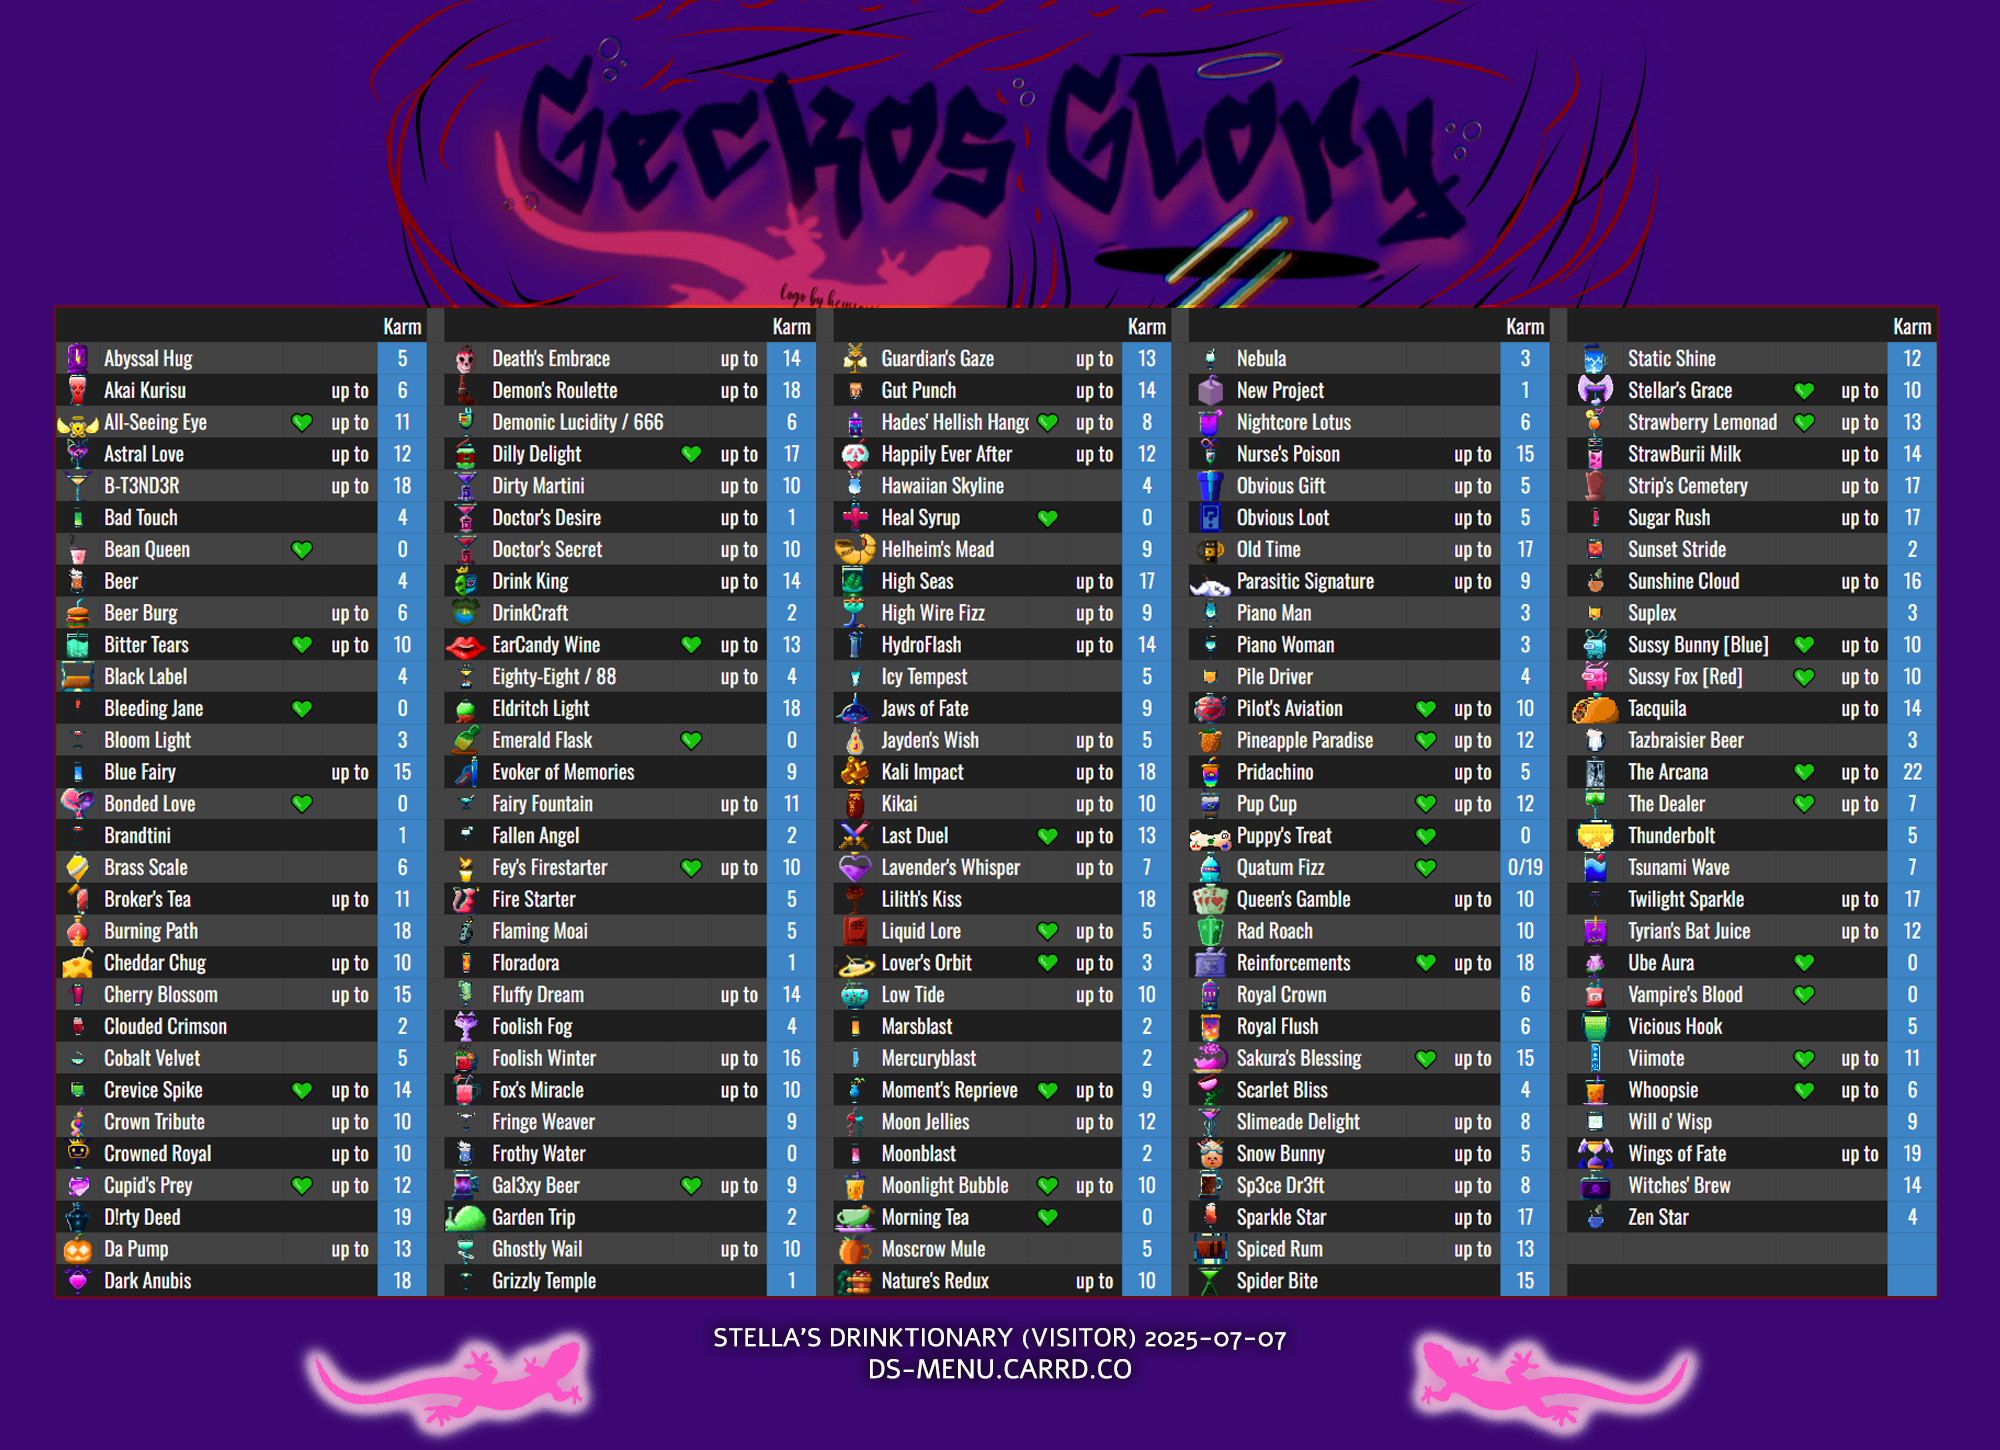 Geckos Glory
logo by
Karm
Abyssal Hug 5
Akai Kurisu up to 6
All-Seeing Eye up to 11
Astral Love up to 12
B-T3ND3R up to 18
Bad Touch 4
Bean Queen 0
Beer 4
Beer Burg up to 6
Bitter Tears up to 10
Black Label 4
Bleeding Jane 0
Bloom Light 3
Blue Fairy up to 15
Bonded Love 0
Brandtini 1
Brass Scale 6
Broker's Tea up to 11
Burning Path 18
Cheddar Chug up to 10
Cherry Blossom up to 15
Clouded Crimson 2
Cobalt Velvet 5
Crevice Spike up to 14
Crown Tribute up to 10
Crowned Royal up to 10
Cupid's Prey up to 12
D!rty Deed 19
Da Pump up to 13
Dark Anubis 18
Karm
Death's Embrace up to 14
Demon's Roulette up to 18
Demonic Lucidity / 666 6
Dilly Delight up to 17
Dirty Martini up to 10
Doctor's Desire up to 1
Doctor's Secret up to 10
Drink King up to 14
DrinkCraft 2
EarCandy Wine up to 13
Eighty-Eight / 88 up to 4
Eldritch Light 18
Emerald Flask 0
Evoker of Memories 9
Fairy Fountain up to 11
Fallen Angel 2
Fey's Firestarter up to 10
Fire Starter 5
Flaming Moai 5
Floradora 1
Fluffy Dream up to 14
Foolish Fog 4
Foolish Winter up to 16
Fox's Miracle up to 10
Fringe Weaver 9
Frothy Water 0
Gal3xy Beer up to 9
Garden Trip 2
Ghostly Wail up to 10
Grizzly Temple 1
Karm
Guardian's Gaze up to 13
Gut Punch up to 14
Hades' Hellish Hang up to 8
Happily Ever After up to 12
Hawaiian Skyline 4
Heal Syrup 0
Helheim's Mead 9
High Seas up to 17
High Wire Fizz up to 9
HydroFlash up to 14
Icy Tempest 5
Jaws of Fate 9
Jayden's Wish up to 5
Kali Impact up to 18
Kikai up to 10
Last Duel up to 13
Lavender's Whisper up to 7
Lilith's Kiss 18
Liquid Lore up to 5
Lover's Orbit up to 3
Low Tide up to 10
Marsblast 2
Mercuryblast 2
Moment's Reprieve up to 9
Moon Jellies up to 12
Moonblast 2
Moonlight Bubble up to 10
Morning Tea 0
Moscrow Mule 5
Nature's Redux up to 10
Karm
Nebula 3
New Project 1
Nightcore Lotus 6
Nurse's Poison up to 15
Obvious Gift up to 5
Obvious Loot up to 5
Old Time up to 17
Parasitic Signature up to 9
Piano Man 3
Piano Woman 3
Pile Driver 4
Pilot's Aviation up to 10
Pineapple Paradise up to 12
Pridachino up to 5
Pup Cup up to 12
Puppy's Treat 0
Quatum Fizz 0/19
Queen's Gamble up to 10
Rad Roach 10
Reinforcements up to 18
Royal Crown 6
Royal Flush 6
Sakura's Blessing up to 15
Scarlet Bliss 4
Slimeade Delight up to 8
Snow Bunny up to 5
Sp3ce Dr3ft up to 8
Sparkle Star up to 17
Spiced Rum up to 13
Spider Bite 15
Karm
Static Shine 12
Stellar's Grace up to 10
Strawberry Lemonad up to 13
StrawBurii Milk up to 14
Strip's Cemetery up to 17
Sugar Rush up to 17
Sunset Stride 2
Sunshine Cloud up to 16
Suplex 3
Sussy Bunny [Blue] up to 10
Sussy Fox [Red] up to 10
Tacquila up to 14
Tazbraisier Beer 3
The Arcana up to 22
The Dealer up to 7
Thunderbolt 5
Tsunami Wave 7
Twilight Sparkle up to 17
Tyrian's Bat Juice up to 12
Ube Aura 0
Vampire's Blood 0
Vicious Hook 5
Viimote up to 11
Whoopsie up to 6
Will o' Wisp 9
Wings of Fate up to 19
Witches' Brew 14
Zen Star 4
STELLA'S DRINKTIONARY (VISITOR) 2025-07-07
DS-MENU.CARRD.CO